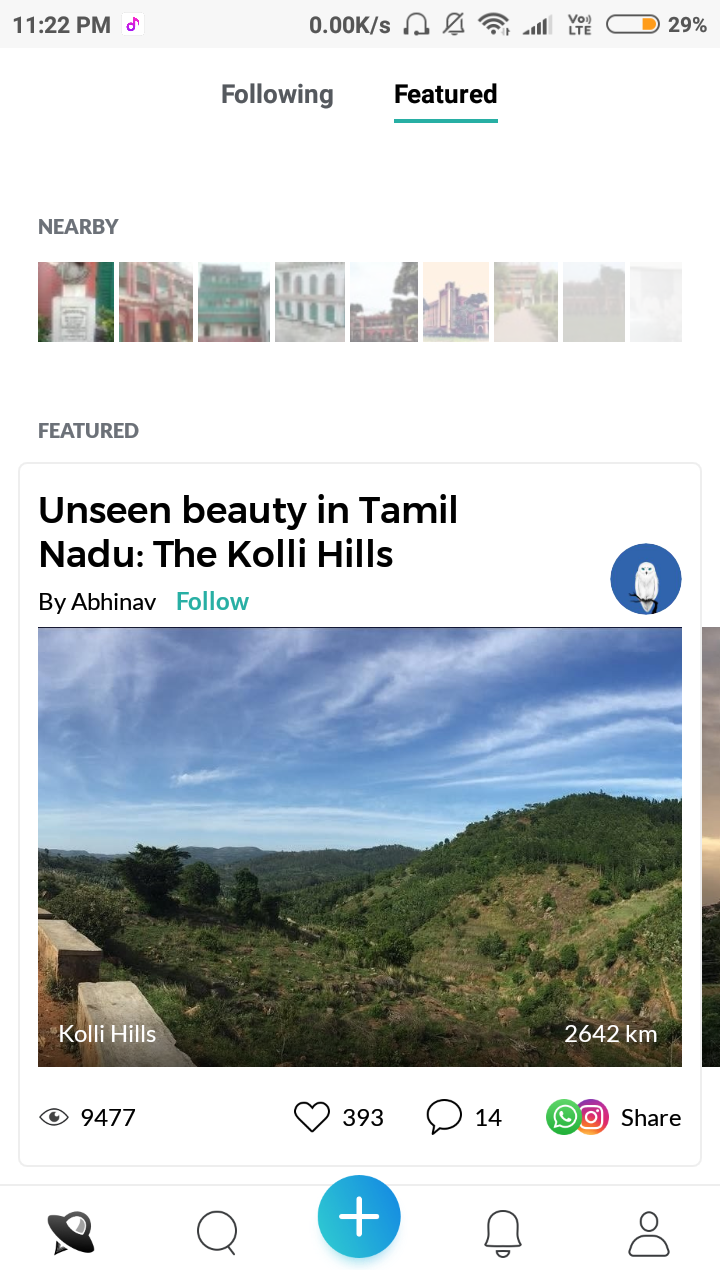 11:22 PM
0.00K/s
Vo))
LTE
29%
Following
Featured
NEARBY
FEATURED
Unseen beauty in Tamil
Nadu: The Kolli Hills
By Abhinav Follow
Kolli Hills
2642 km
9477
393
14
Share